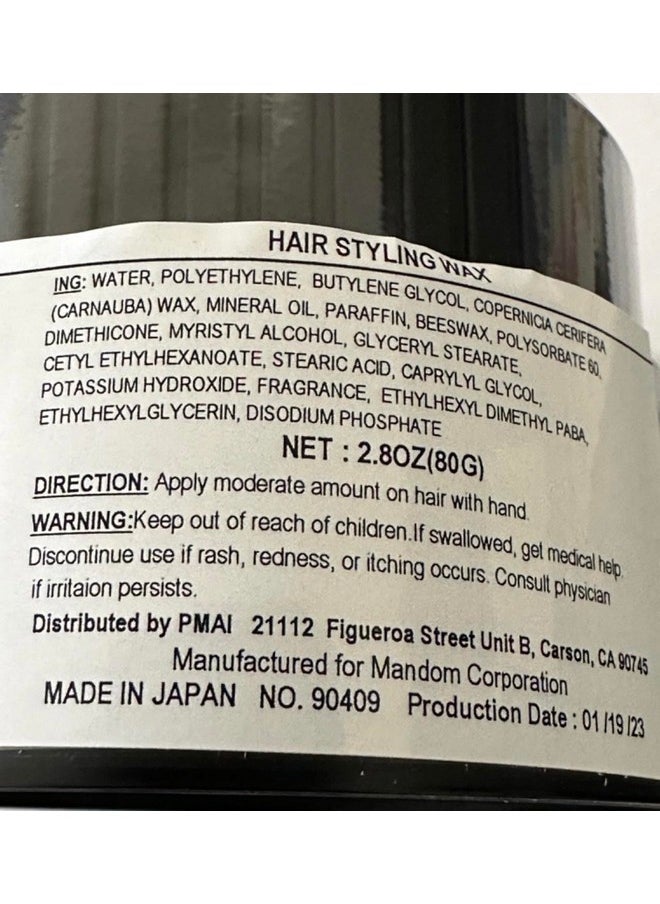 HAIR STYLING WAX
ING: WATER, POLYETHYLENE, BUTYLENE GLYCOL, COPERNICIA CERIFERA
(CARNAUBA) WAX, MINERAL OIL, PARAFFIN, BEESWAX, POLYSORBATE 60,
DIMETHICONE, MYRISTYL ALCOHOL, GLYCERYL STEARATE,
CETYL ETHYLHEXANOATE, STEARIC ACID, CAPRYLYL GLYCOL,
POTASSIUM HYDROXIDE, FRAGRANCE, ETHYLHEXYL DIMETHYL PABA,
ETHYLHEXYLGLYCERIN, DISODIUM PHOSPHATE
NET : 2.8OZ(80G)
DIRECTION: Apply moderate amount on hair with hand.
WARNING:Keep out of reach of children.If swallowed, get medical help.
Discontinue use if rash, redness, or itching occurs. Consult physician
if irritaion persists.
Distributed by PMAI 21112 Figueroa Street Unit B, Carson, CA 90745
Manufactured for Mandom Corporation
MADE IN JAPAN NO. 90409 Production Date : 01 /19 /23